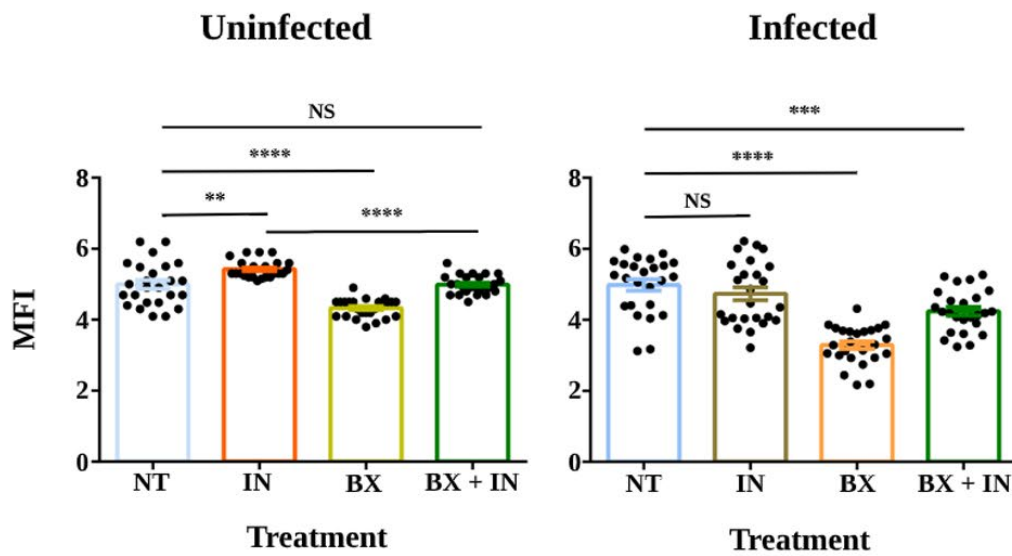 Uninfected
Infected
NS
****
**
****
***
****
NS
MFI
8
6
4
2
0
NT
IN
BX
BX + IN
Treatment
8
6
4
2
0
NT
IN
BX
BX + IN
Treatment